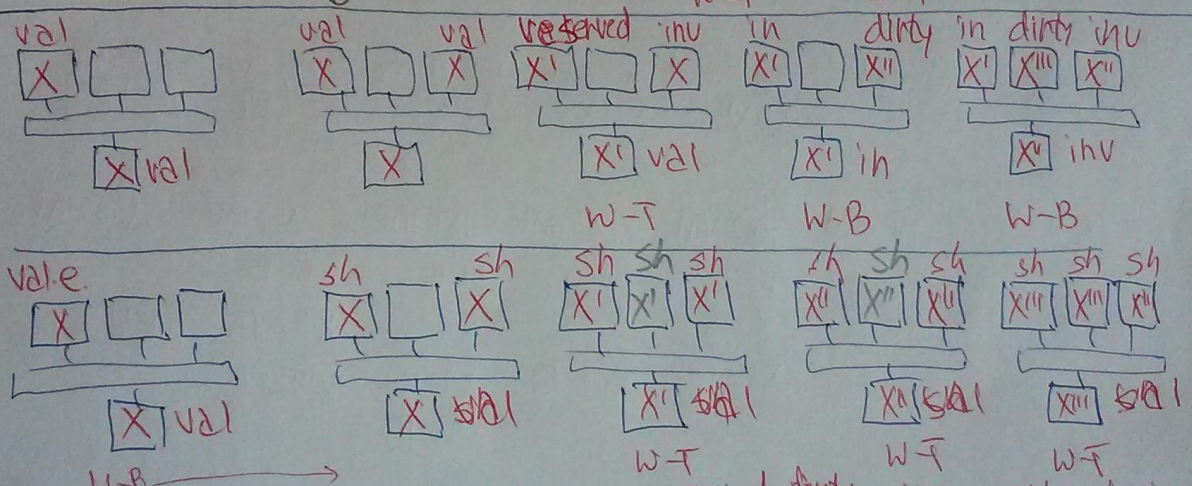 val val val reserved inv in dirty in dirty inv
X X X X' X X' X'' X' X''' X''
X val X X' val X' in X'' inv
W-T W-B W-B
val.e. sh sh sh sh sh sh sh sh sh sh sh
X X X X' X' X' X'' X'' X'' X''' X''' X''
X val X X' X'' X'''
W-T W-T W-T